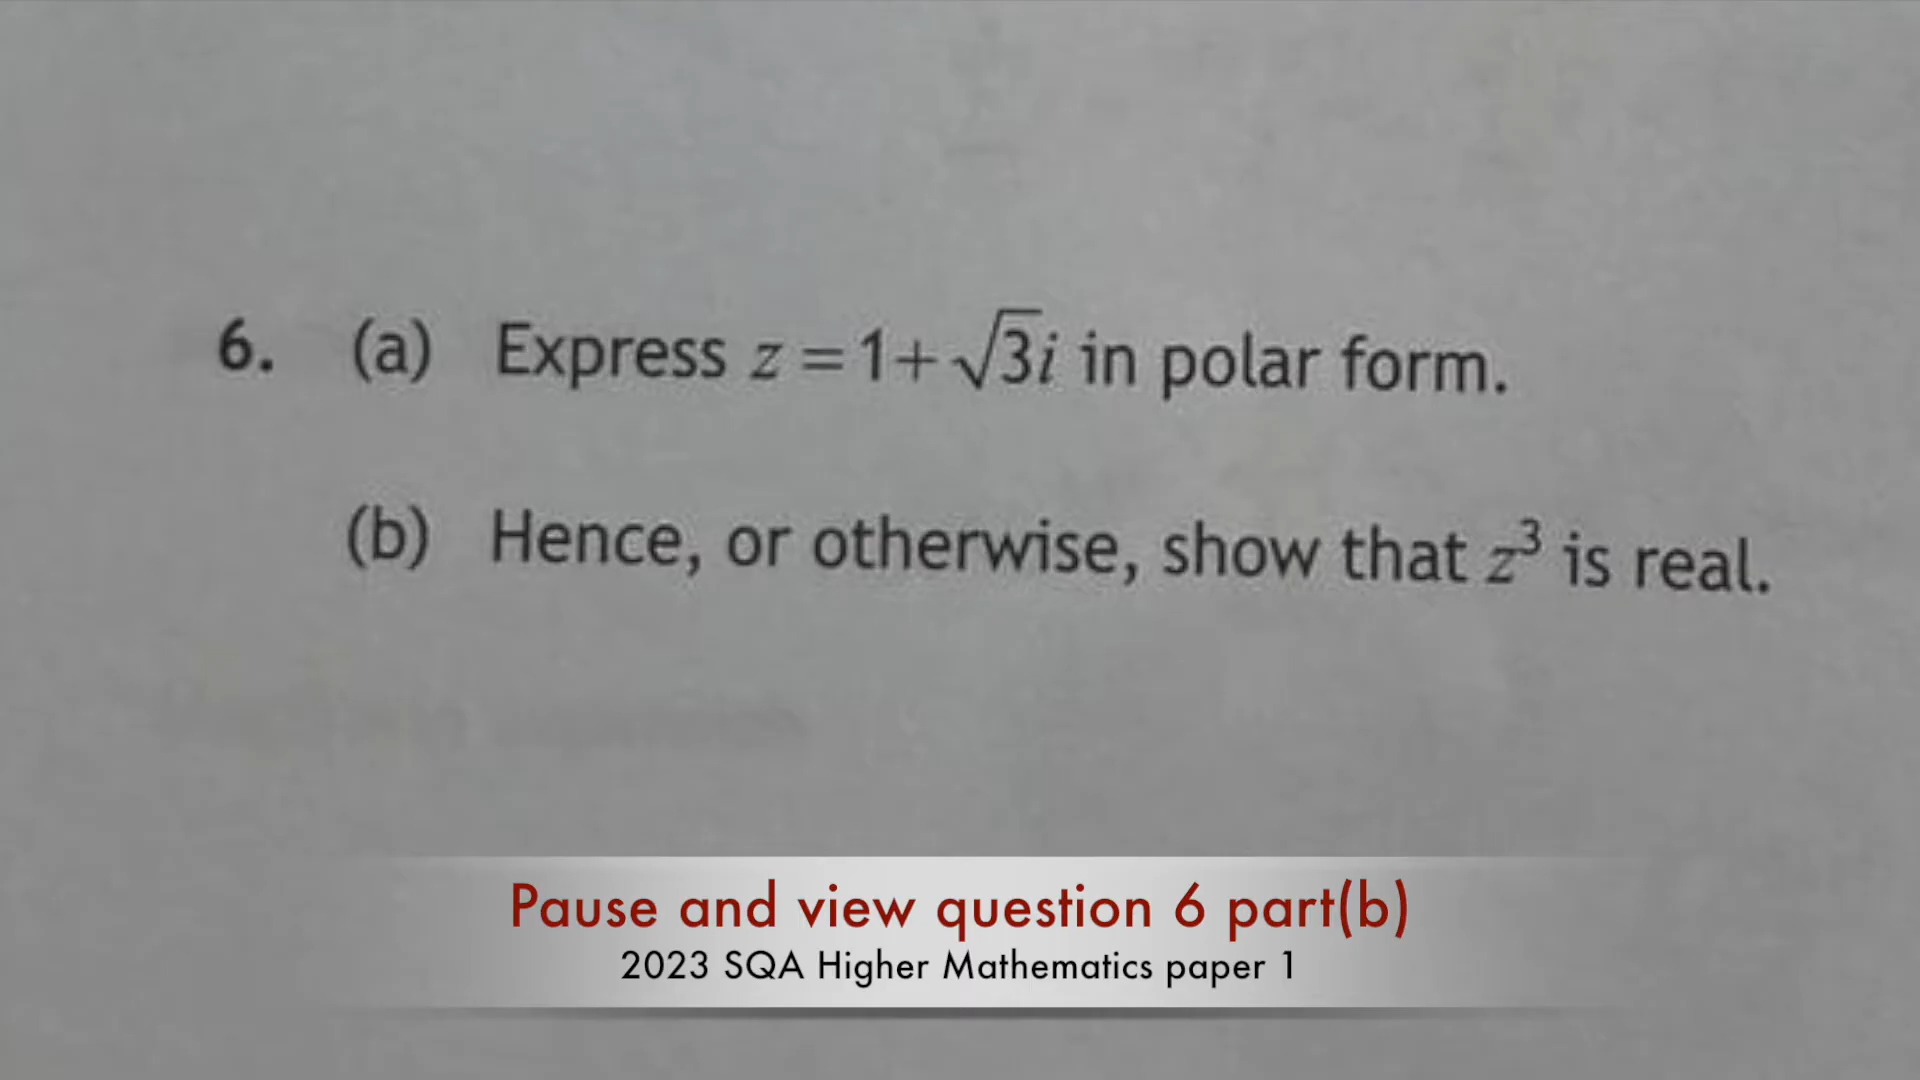 6. (a) Express z = 1 + √3i in polar form.
(b) Hence, or otherwise, show that z³ is real.
Pause and view question 6 part(b)
2023 SQA Higher Mathematics paper 1